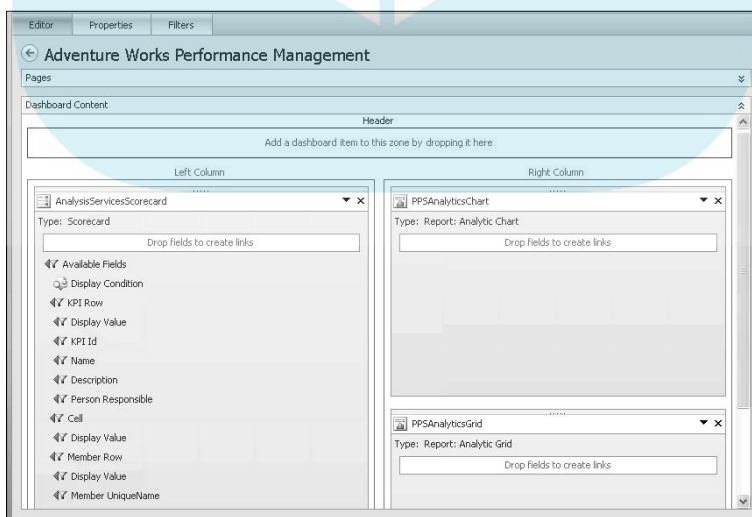 Editor Properties Filters
Adventure Works Performance Management
Pages
Dashboard Content
Header
Add a dashboard item to this zone by dropping it here
Left Column
AnalysisServicesScorecard
Type: Scorecard
Drop fields to create links
Available Fields
Display Condition
KPI Row
Display Value
KPI Id
Name
Description
Person Responsible
Cell
Display Value
Member Row
Display Value
Member UniqueName
Right Column
PPSAnalyticsChart
Type: Report: Analytic Chart
Drop fields to create links
PPSAnalyticsGrid
Type: Report: Analytic Grid
Drop fields to create links